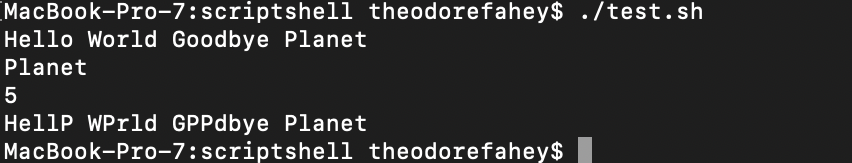 MacBook-Pro-7:scriptshell theodorefahey$ ./test.sh
Hello World Goodbye Planet
Planet
5
HellP WPrld GPPdbye Planet
MacBook-Pro-7:scriptshell theodorefahey$